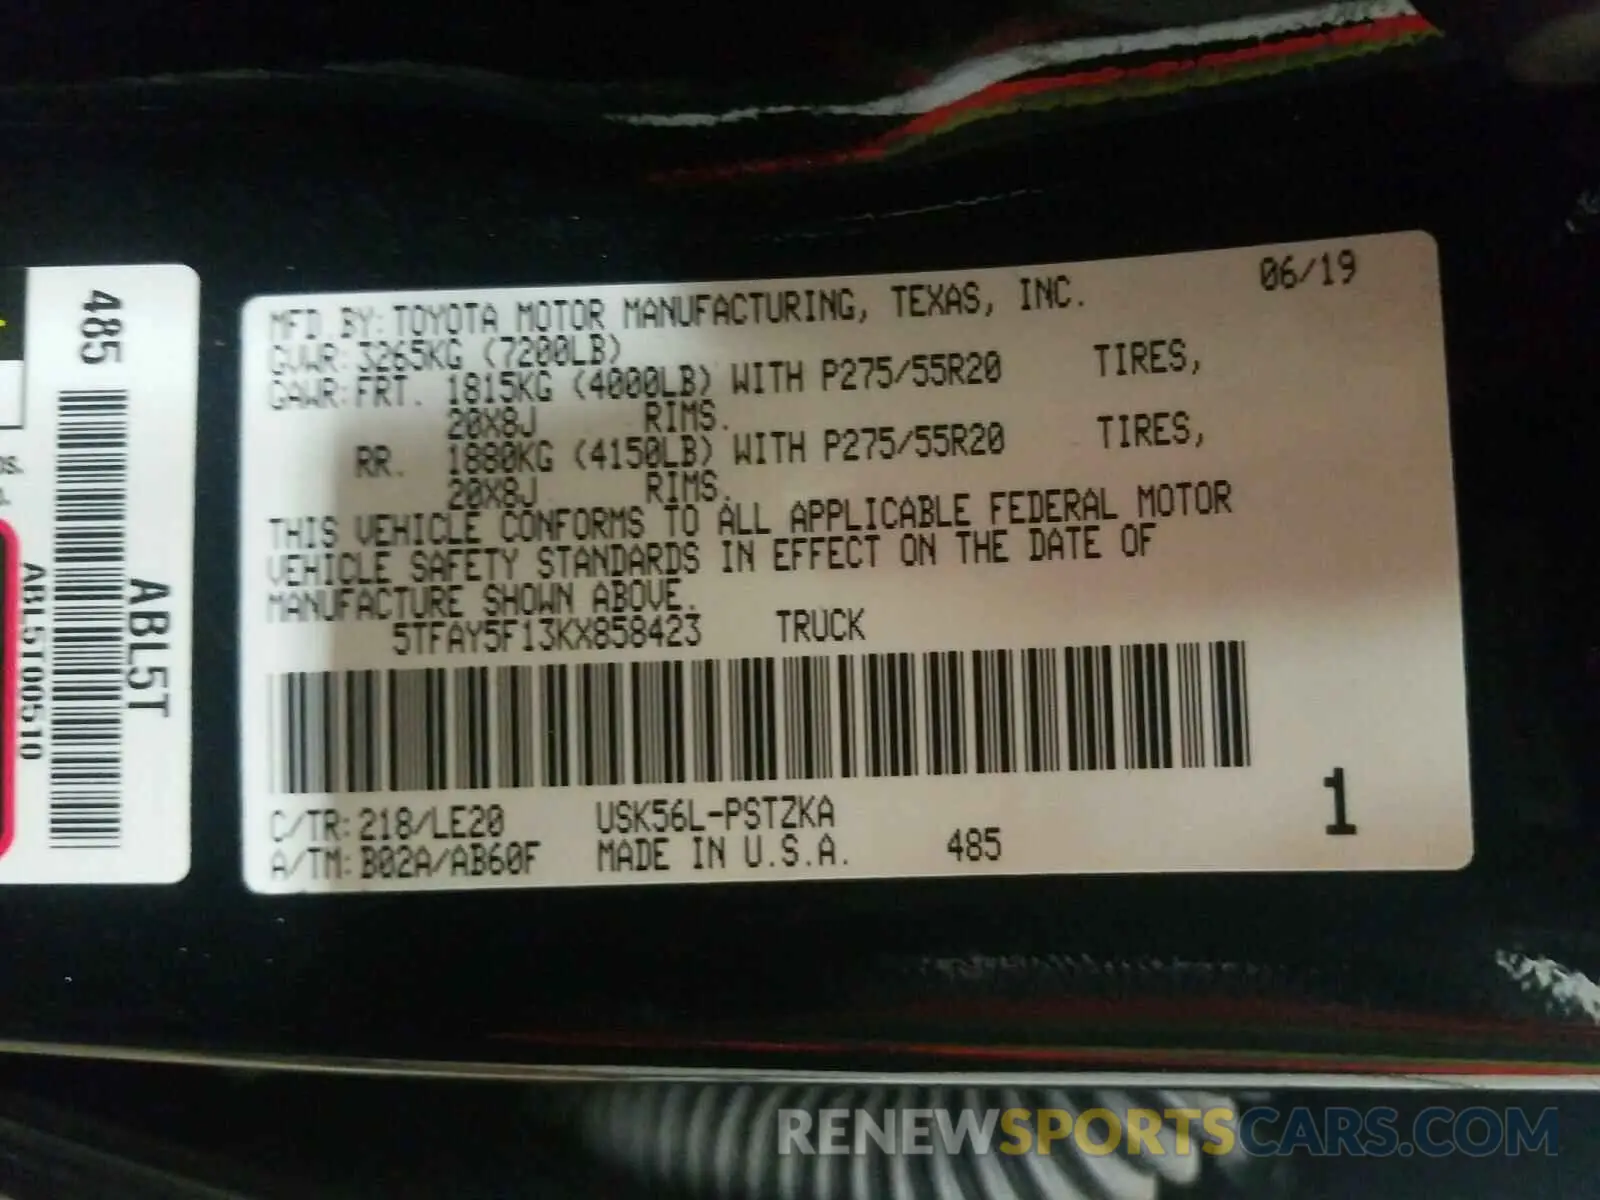 MFD. BY: TOYOTA MOTOR MANUFACTURING, TEXAS, INC. 06/19
GVWR: 3265KG (7200LB)
GAWR: FRT. 1815KG (4000LB) WITH P275/55R20 TIRES,
20X8J RIMS.
RR. 1880KG (4150LB) WITH P275/55R20 TIRES,
20X8J RIMS.
THIS VEHICLE CONFORMS TO ALL APPLICABLE FEDERAL MOTOR
VEHICLE SAFETY STANDARDS IN EFFECT ON THE DATE OF
MANUFACTURE SHOWN ABOVE.
5TFAY5F13KX858423 TRUCK
C/TR: 218/LE20 USK56L-PSTZKA
A/TM: B02A/AB60F MADE IN U.S.A. 485
1
485
ABL5T
RENEWSPORTSCARS.COM